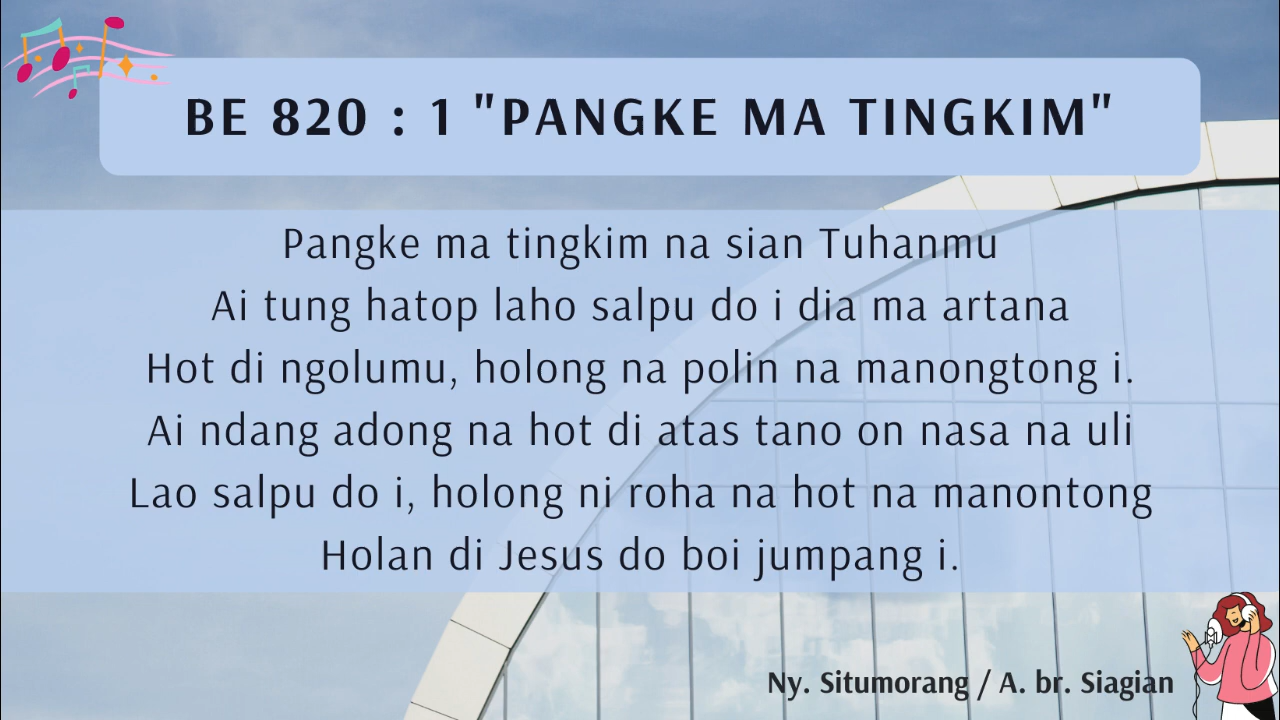 BE 820 : 1 "PANGKE MA TINGKIM"
Pangke ma tingkim na sian Tuhanmu
Ai tung hatop laho salpu do i dia ma artana
Hot di ngolumu, holong na polin na manongtong i.
Ai ndang adong na hot di atas tano on nasa na uli
Lao salpu do i, holong ni roha na hot na manontong
Holan di Jesus do boi jumpang i.
Ny. Situmorang / A. br. Siagian